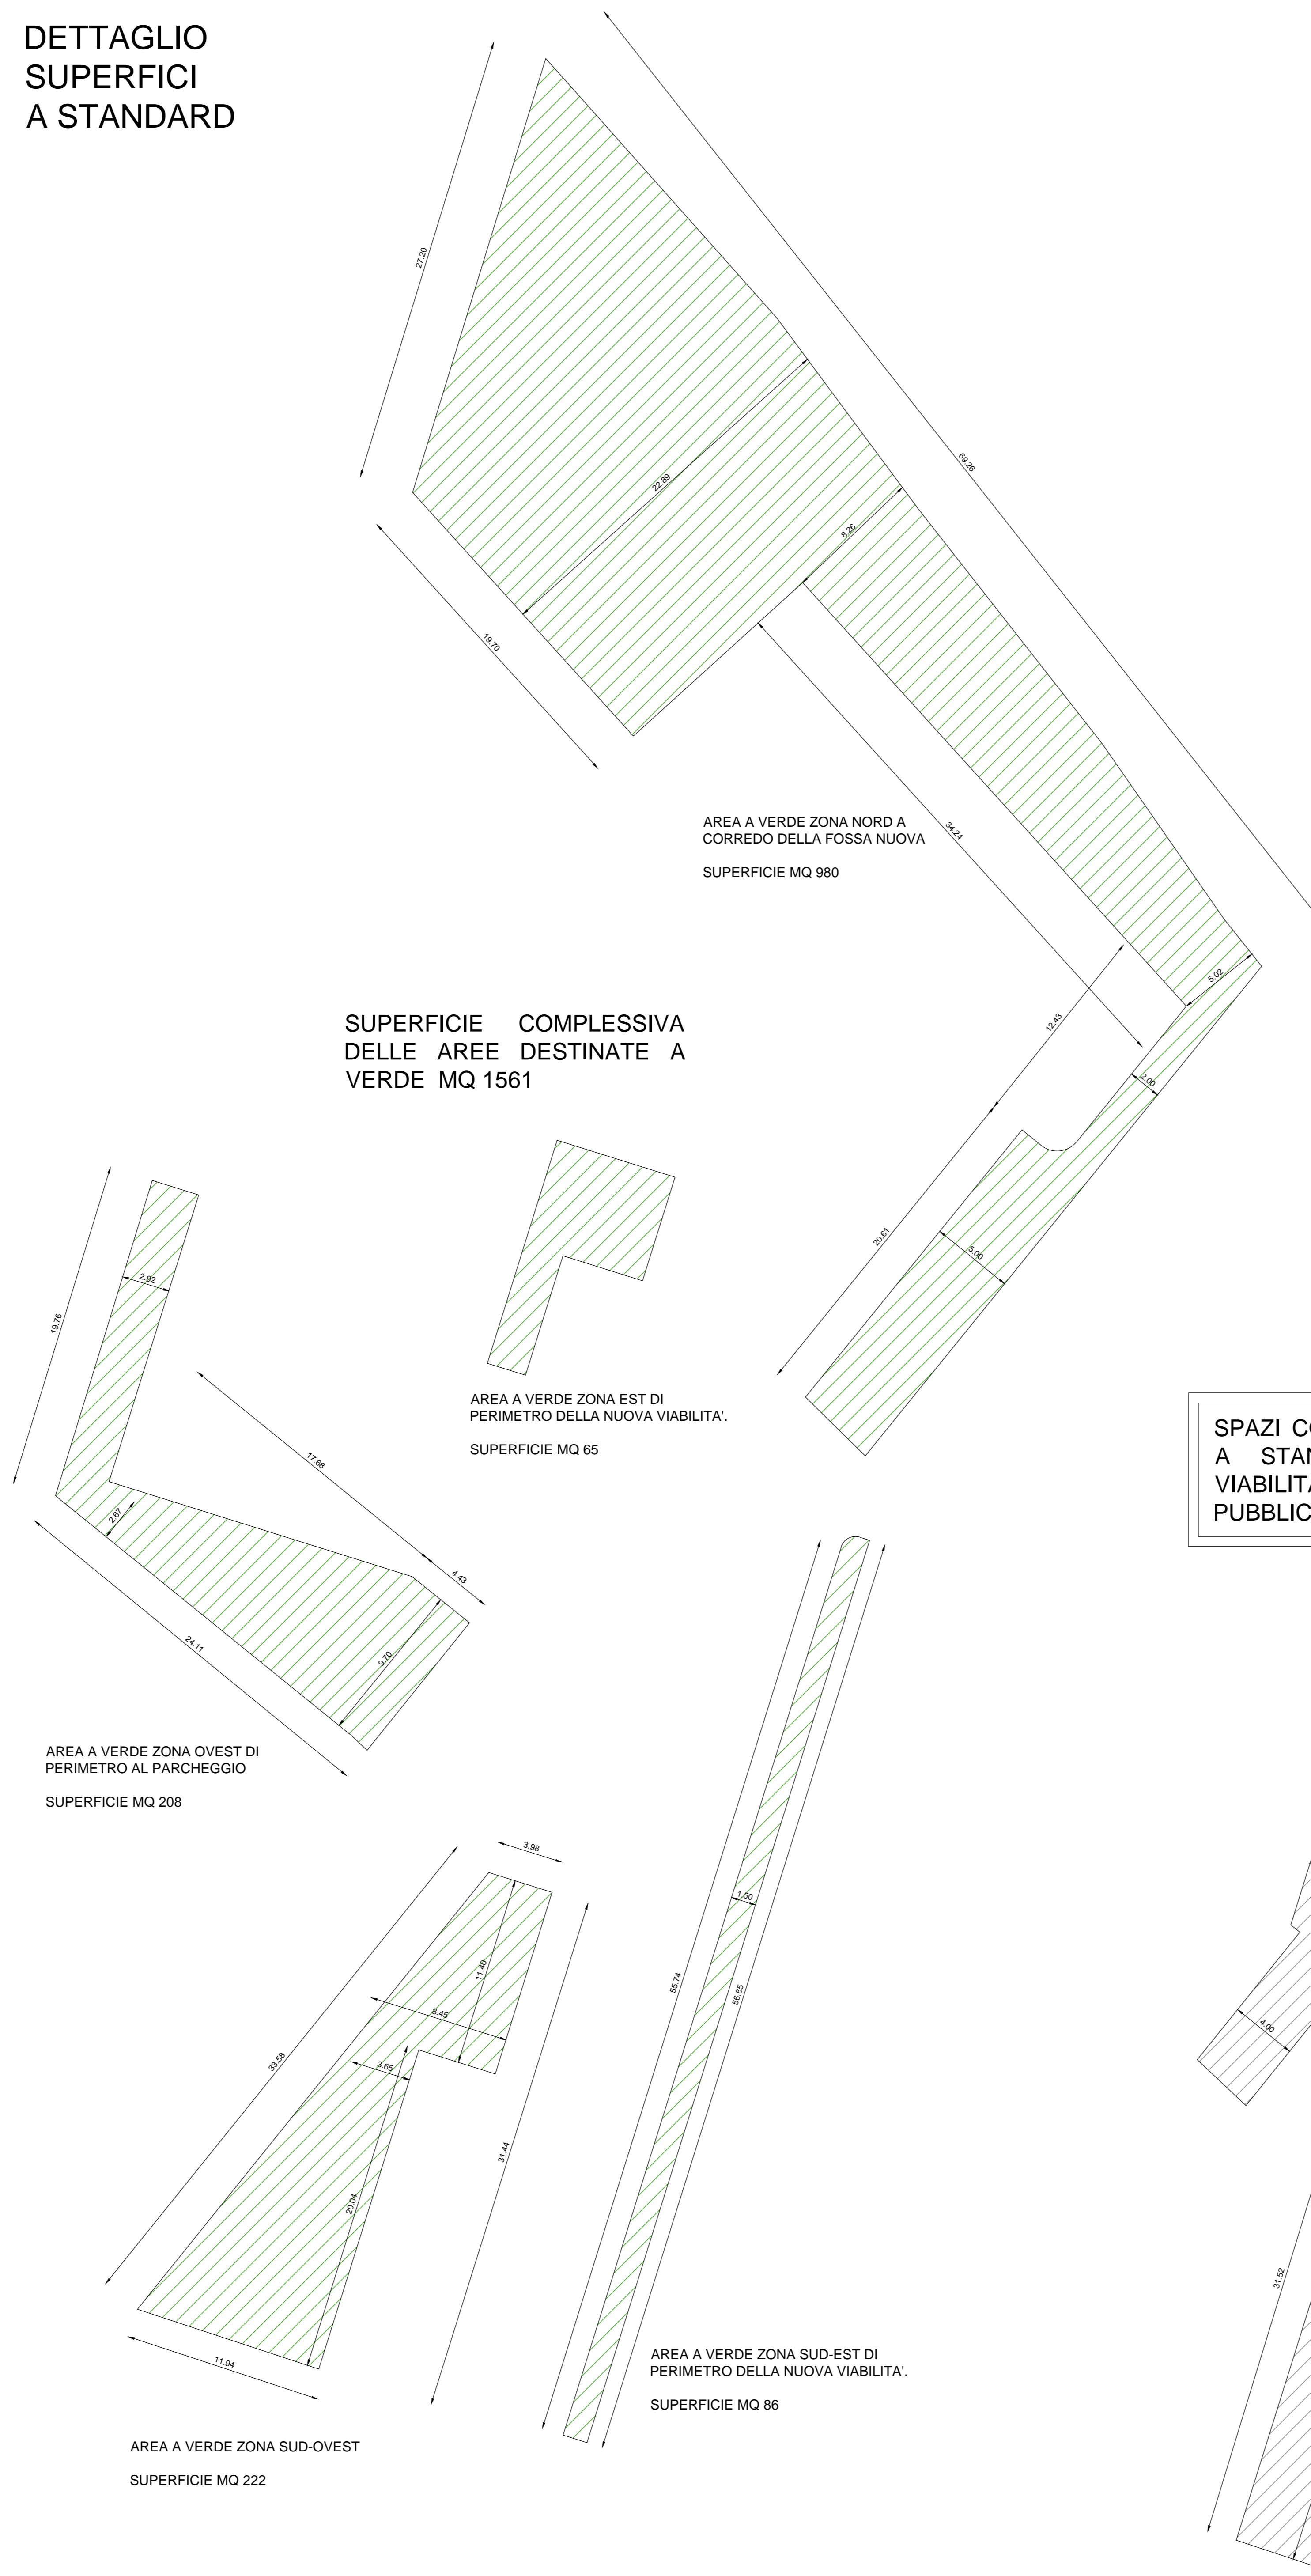 DETTAGLIO
SUPERFICI
A STANDARD
27.20
69.26
22.89
8.26
19.70
34.24
AREA A VERDE ZONA NORD A
CORREDO DELLA FOSSA NUOVA
SUPERFICIE MQ 980
5.02
12.43
2.00
20.61
5.00
SUPERFICIE COMPLESSIVA
DELLE AREE DESTINATE A
VERDE MQ 1561
AREA A VERDE ZONA EST DI
PERIMETRO DELLA NUOVA VIABILITA'.
SUPERFICIE MQ 65
2.92
19.76
17.68
2.67
4.43
24.11
9.70
AREA A VERDE ZONA OVEST DI
PERIMETRO AL PARCHEGGIO
SUPERFICIE MQ 208
SPAZI CO
A STAN
VIABILITA
PUBBLIC
3.98
11.40
8.45
3.65
33.58
31.44
20.04
11.94
AREA A VERDE ZONA SUD-OVEST
SUPERFICIE MQ 222
1.50
55.74
56.65
AREA A VERDE ZONA SUD-EST DI
PERIMETRO DELLA NUOVA VIABILITA'.
SUPERFICIE MQ 86
4.00
31.52